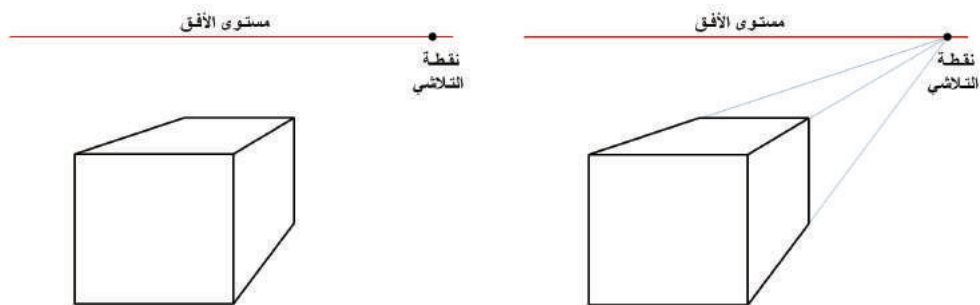 مستوى الأفق
نقطة
التلاشي
مستوى الأفق
نقطة
التلاشي